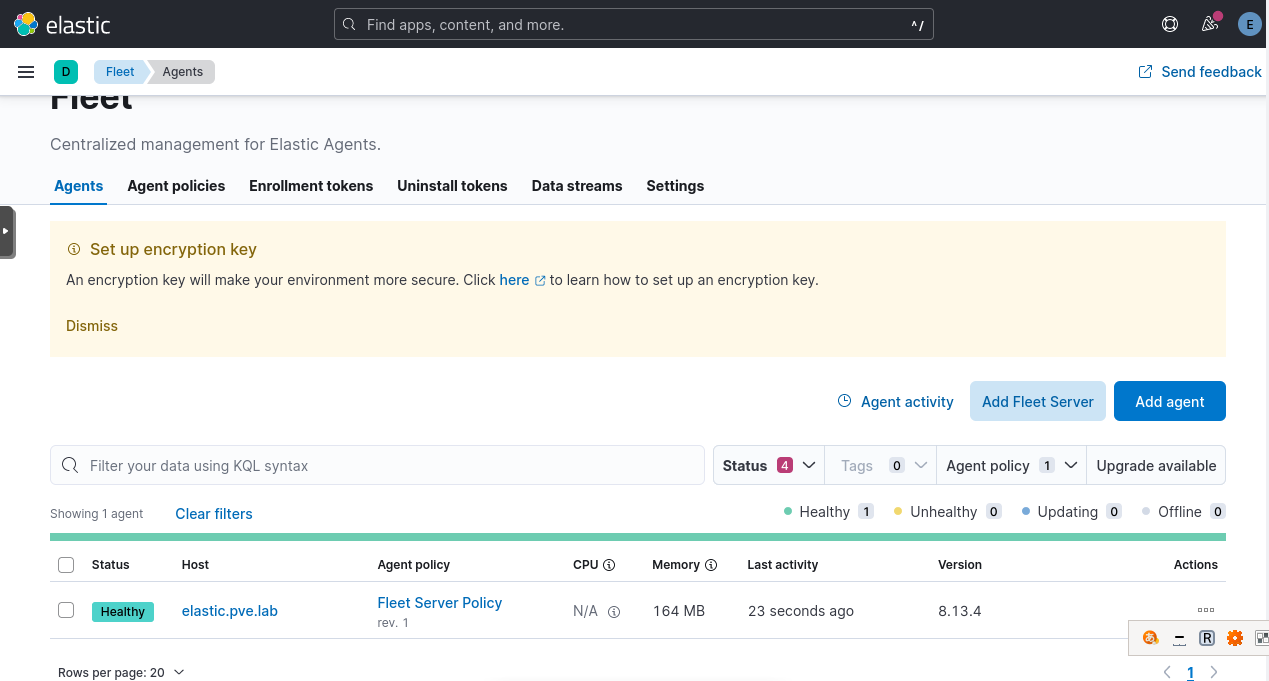 elastic
Find apps, content, and more.
^/
E
D
Fleet
Agents
Send feedback
Fleet
Centralized management for Elastic Agents.
Agents
Agent policies
Enrollment tokens
Uninstall tokens
Data streams
Settings
Set up encryption key
An encryption key will make your environment more secure. Click here to learn how to set up an encryption key.
Dismiss
Agent activity
Add Fleet Server
Add agent
Filter your data using KQL syntax
Status 4
Tags 0
Agent policy 1
Upgrade available
Showing 1 agent
Clear filters
Healthy 1
Unhealthy 0
Updating 0
Offline 0
Status Host Agent policy CPU Memory Last activity Version Actions
Healthy elastic.pve.lab Fleet Server Policy N/A 164 MB 23 seconds ago 8.13.4
rev. 1
あ
R
Rows per page: 20
1